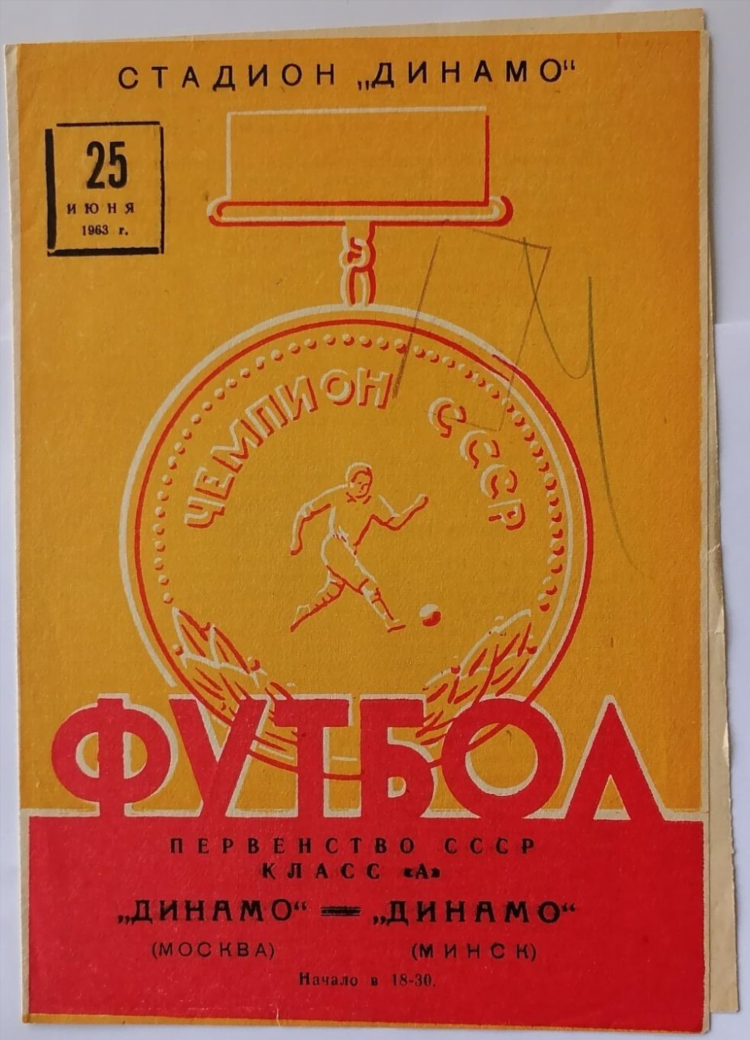 СТАДИОН „ДИНАМО“
25
ИЮНЯ
1963 г.
ЧЕМПИОН СССР
ФУТБОЛ
ПЕРВЕНСТВО СССР
КЛАСС «А»
„ДИНАМО“ — „ДИНАМО“
(МОСКВА) (МИНСК)
Начало в 18-30.